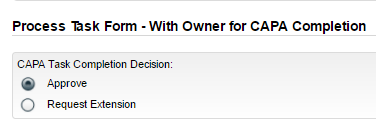 Process Task Form - With Owner for CAPA Completion
CAPA Task Completion Decision:
Approve
Request Extension